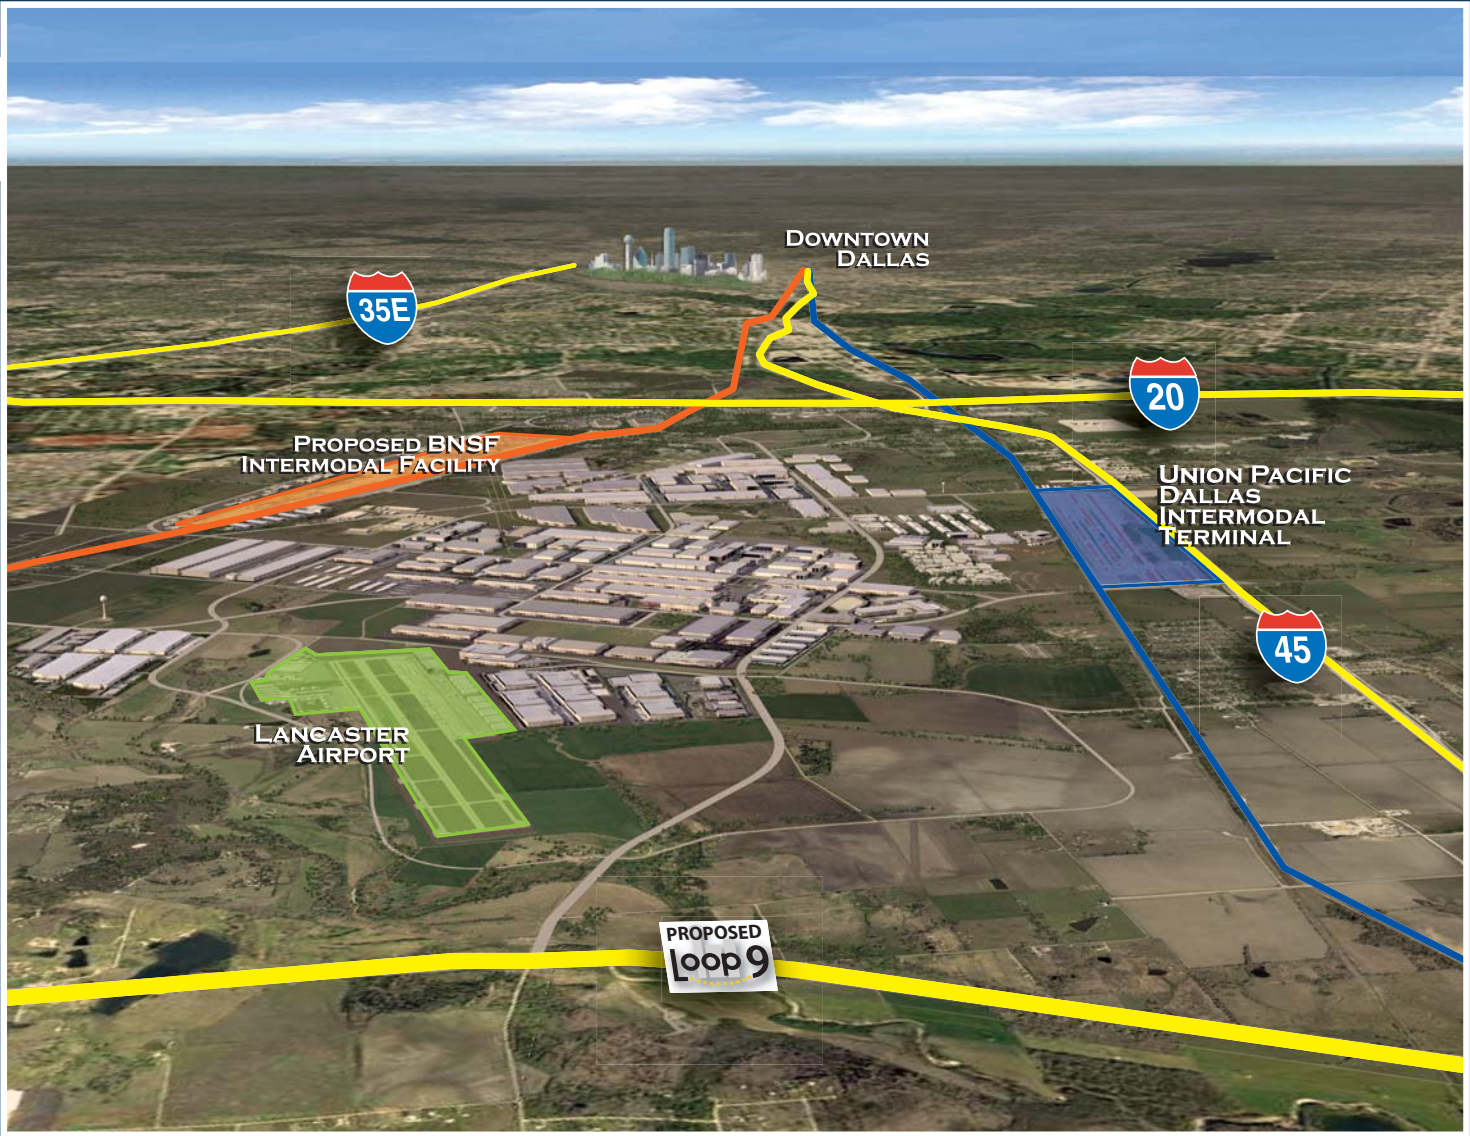 DOWNTOWN
DALLAS
35E
20
PROPOSED BNSF
INTERMODAL FACILITY
UNION PACIFIC
DALLAS
INTERMODAL
TERMINAL
45
LANCASTER
AIRPORT
PROPOSED
Loop 9